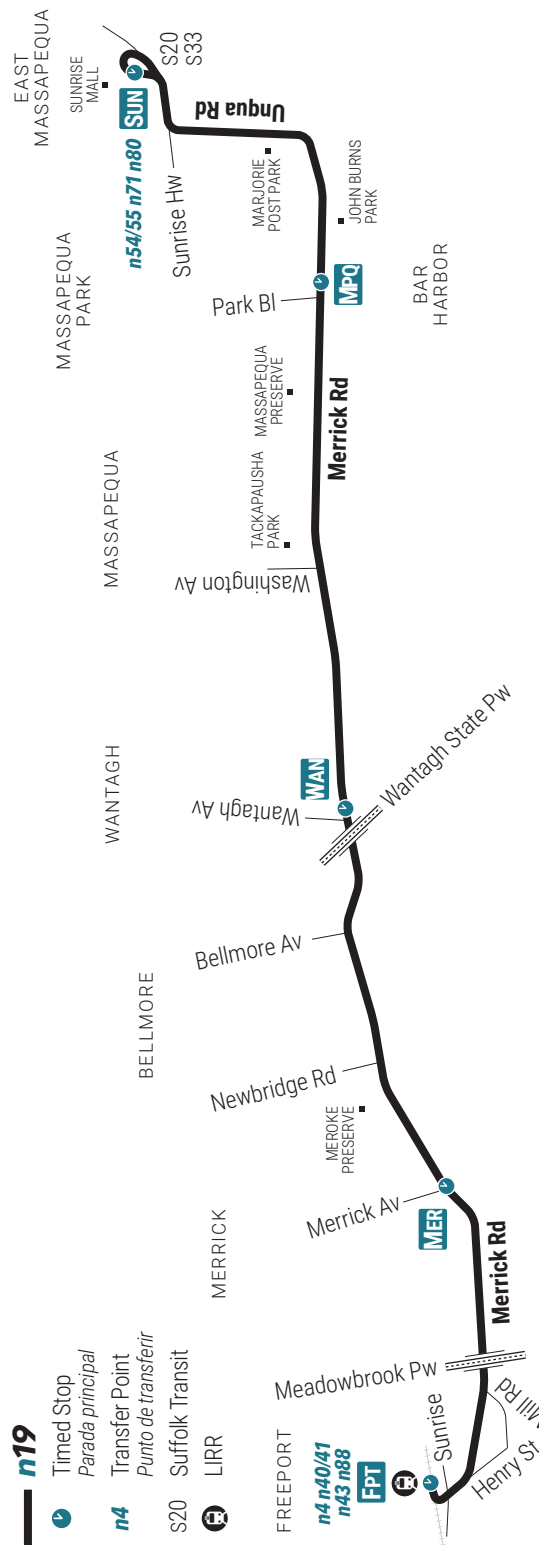 n19
Timed Stop
Parada principal
n4
Transfer Point
Punto de transferir
S20
Suffolk Transit
LIRR
FREEPORT
n4 n40/41
n43 n88
FPT
Sunrise
Henry St
Mill Rd
Meadowbrook Pw
Merrick Rd
MERRICK
MER
Merrick Av
MEROKE
PRESERVE
Newbridge Rd
BELLMORE
Bellmore Av
WANTAGH
Wantagh Av
WAN
Wantagh State Pw
MASSAPEQUA
Washington Av
TACKAPAUSHA
PARK
MASSAPEQUA
PRESERVE
Merrick Rd
MASSAPEQUA
PARK
Park Bl
MPQ
BAR
HARBOR
JOHN BURNS
PARK
MARJORIE
POST PARK
Unqua Rd
Sunrise Hw
n54/55 n71 n80
SUN
SUNRISE
MALL
EAST
MASSAPEQUA
S20
S33